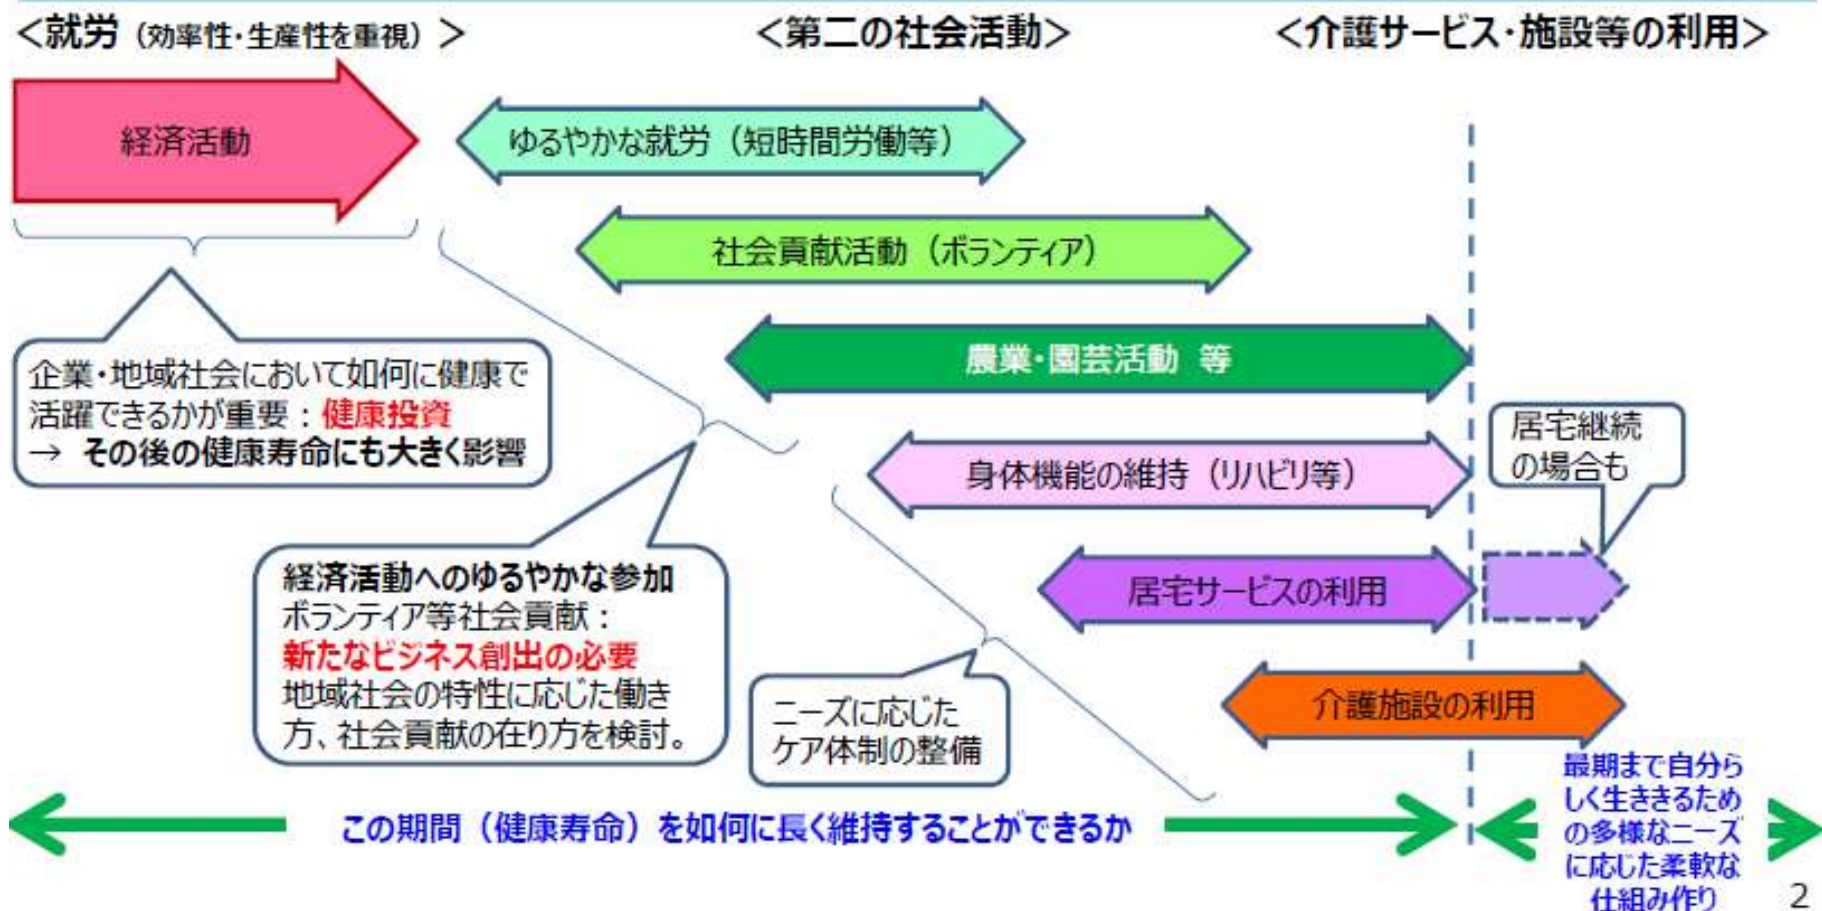 ＜就労（効率性・生産性を重視）＞
＜第二の社会活動＞
＜介護サービス・施設等の利用＞
経済活動
ゆるやかな就労（短時間労働等）
社会貢献活動（ボランティア）
農業・園芸活動 等
身体機能の維持（リハビリ等）
居宅サービスの利用
介護施設の利用
居宅継続
の場合も
企業・地域社会において如何に健康で
活躍できるかが重要：健康投資
→ その後の健康寿命にも大きく影響
経済活動へのゆるやかな参加
ボランティア等社会貢献：
新たなビジネス創出の必要
地域社会の特性に応じた働き
方、社会貢献の在り方を検討。
ニーズに応じた
ケア体制の整備
この期間（健康寿命）を如何に長く維持することができるか
最期まで自分ら
しく生ききるため
の多様なニーズ
に応じた柔軟な
仕組み作り
2